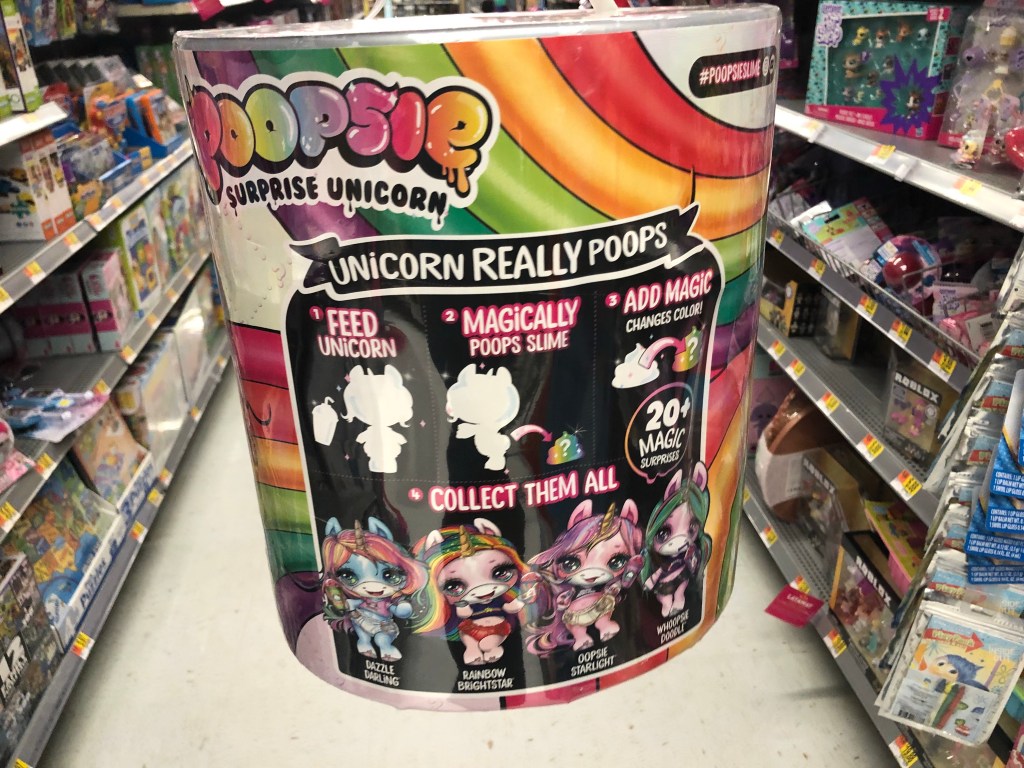 #POOPSIESLIME
POOPSIE
SURPRISE UNICORN
UNiCORN REALLY POOPS
1 FEED
UNiCORN
2 MAGICALLY
POOPS SLIME
3 ADD MAGIC
CHANGES COLOR!
?
?
20+
MAGIC
SURPRISES
4 COLLECT THEM ALL
DAZZLE
DARLING
RAINBOW
BRIGHTSTAR
OOPSIE
STARLIGHT
WHOOPSIE
DOODLE
ROBLOX